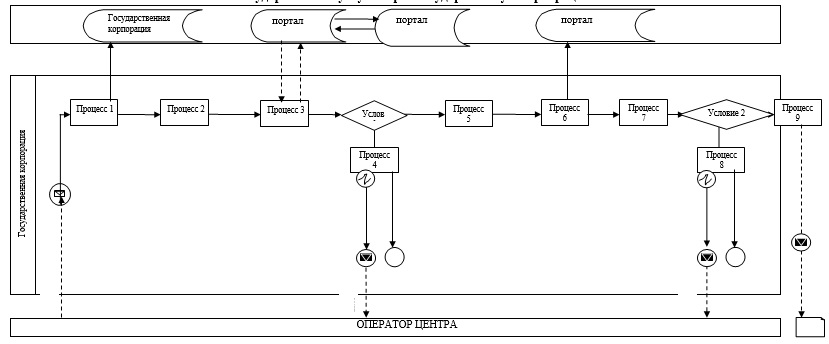 Государственная
корпорация
портал
портал
портал
Процесс 1
Процесс 2
Процесс 3
Услов
Процесс
5
Процесс
6
Процесс
7
Условие 2
Процесс
9
Процесс
4
Процесс
8
Государственная корпорация
ОПЕРАТОР ЦЕНТРА